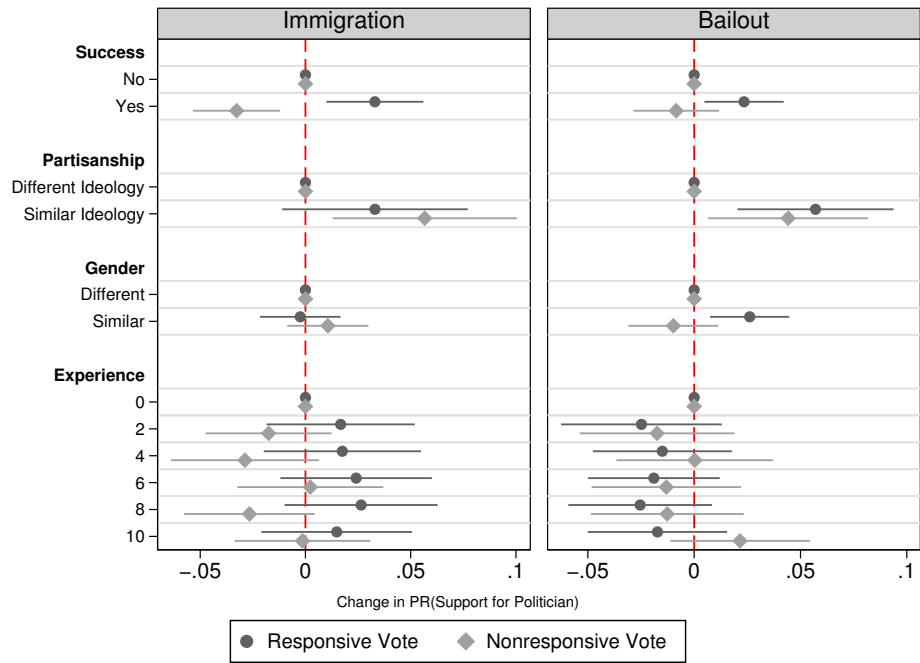 Immigration Bailout
Success
No
Yes
Partisanship
Different Ideology
Similar Ideology
Gender
Different
Similar
Experience
0
2
4
6
8
10
−.05 0 .05 .1 −.05 0 .05 .1
Change in PR(Support for Politician)
Responsive Vote Nonresponsive Vote